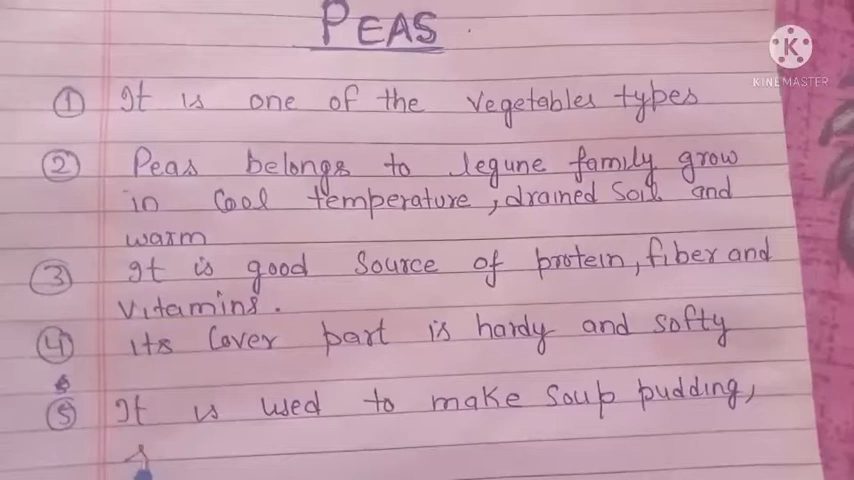 PEAS
K
KINEMASTER
① It is one of the vegetables types
② Peas belongs to legune family grow
in Cool temperature, drained Soil and
warm
③ It is good Source of protein, fiber and
vitamins.
④ Its Cover part is hardy and softy
⑤ It is used to make Soup pudding,